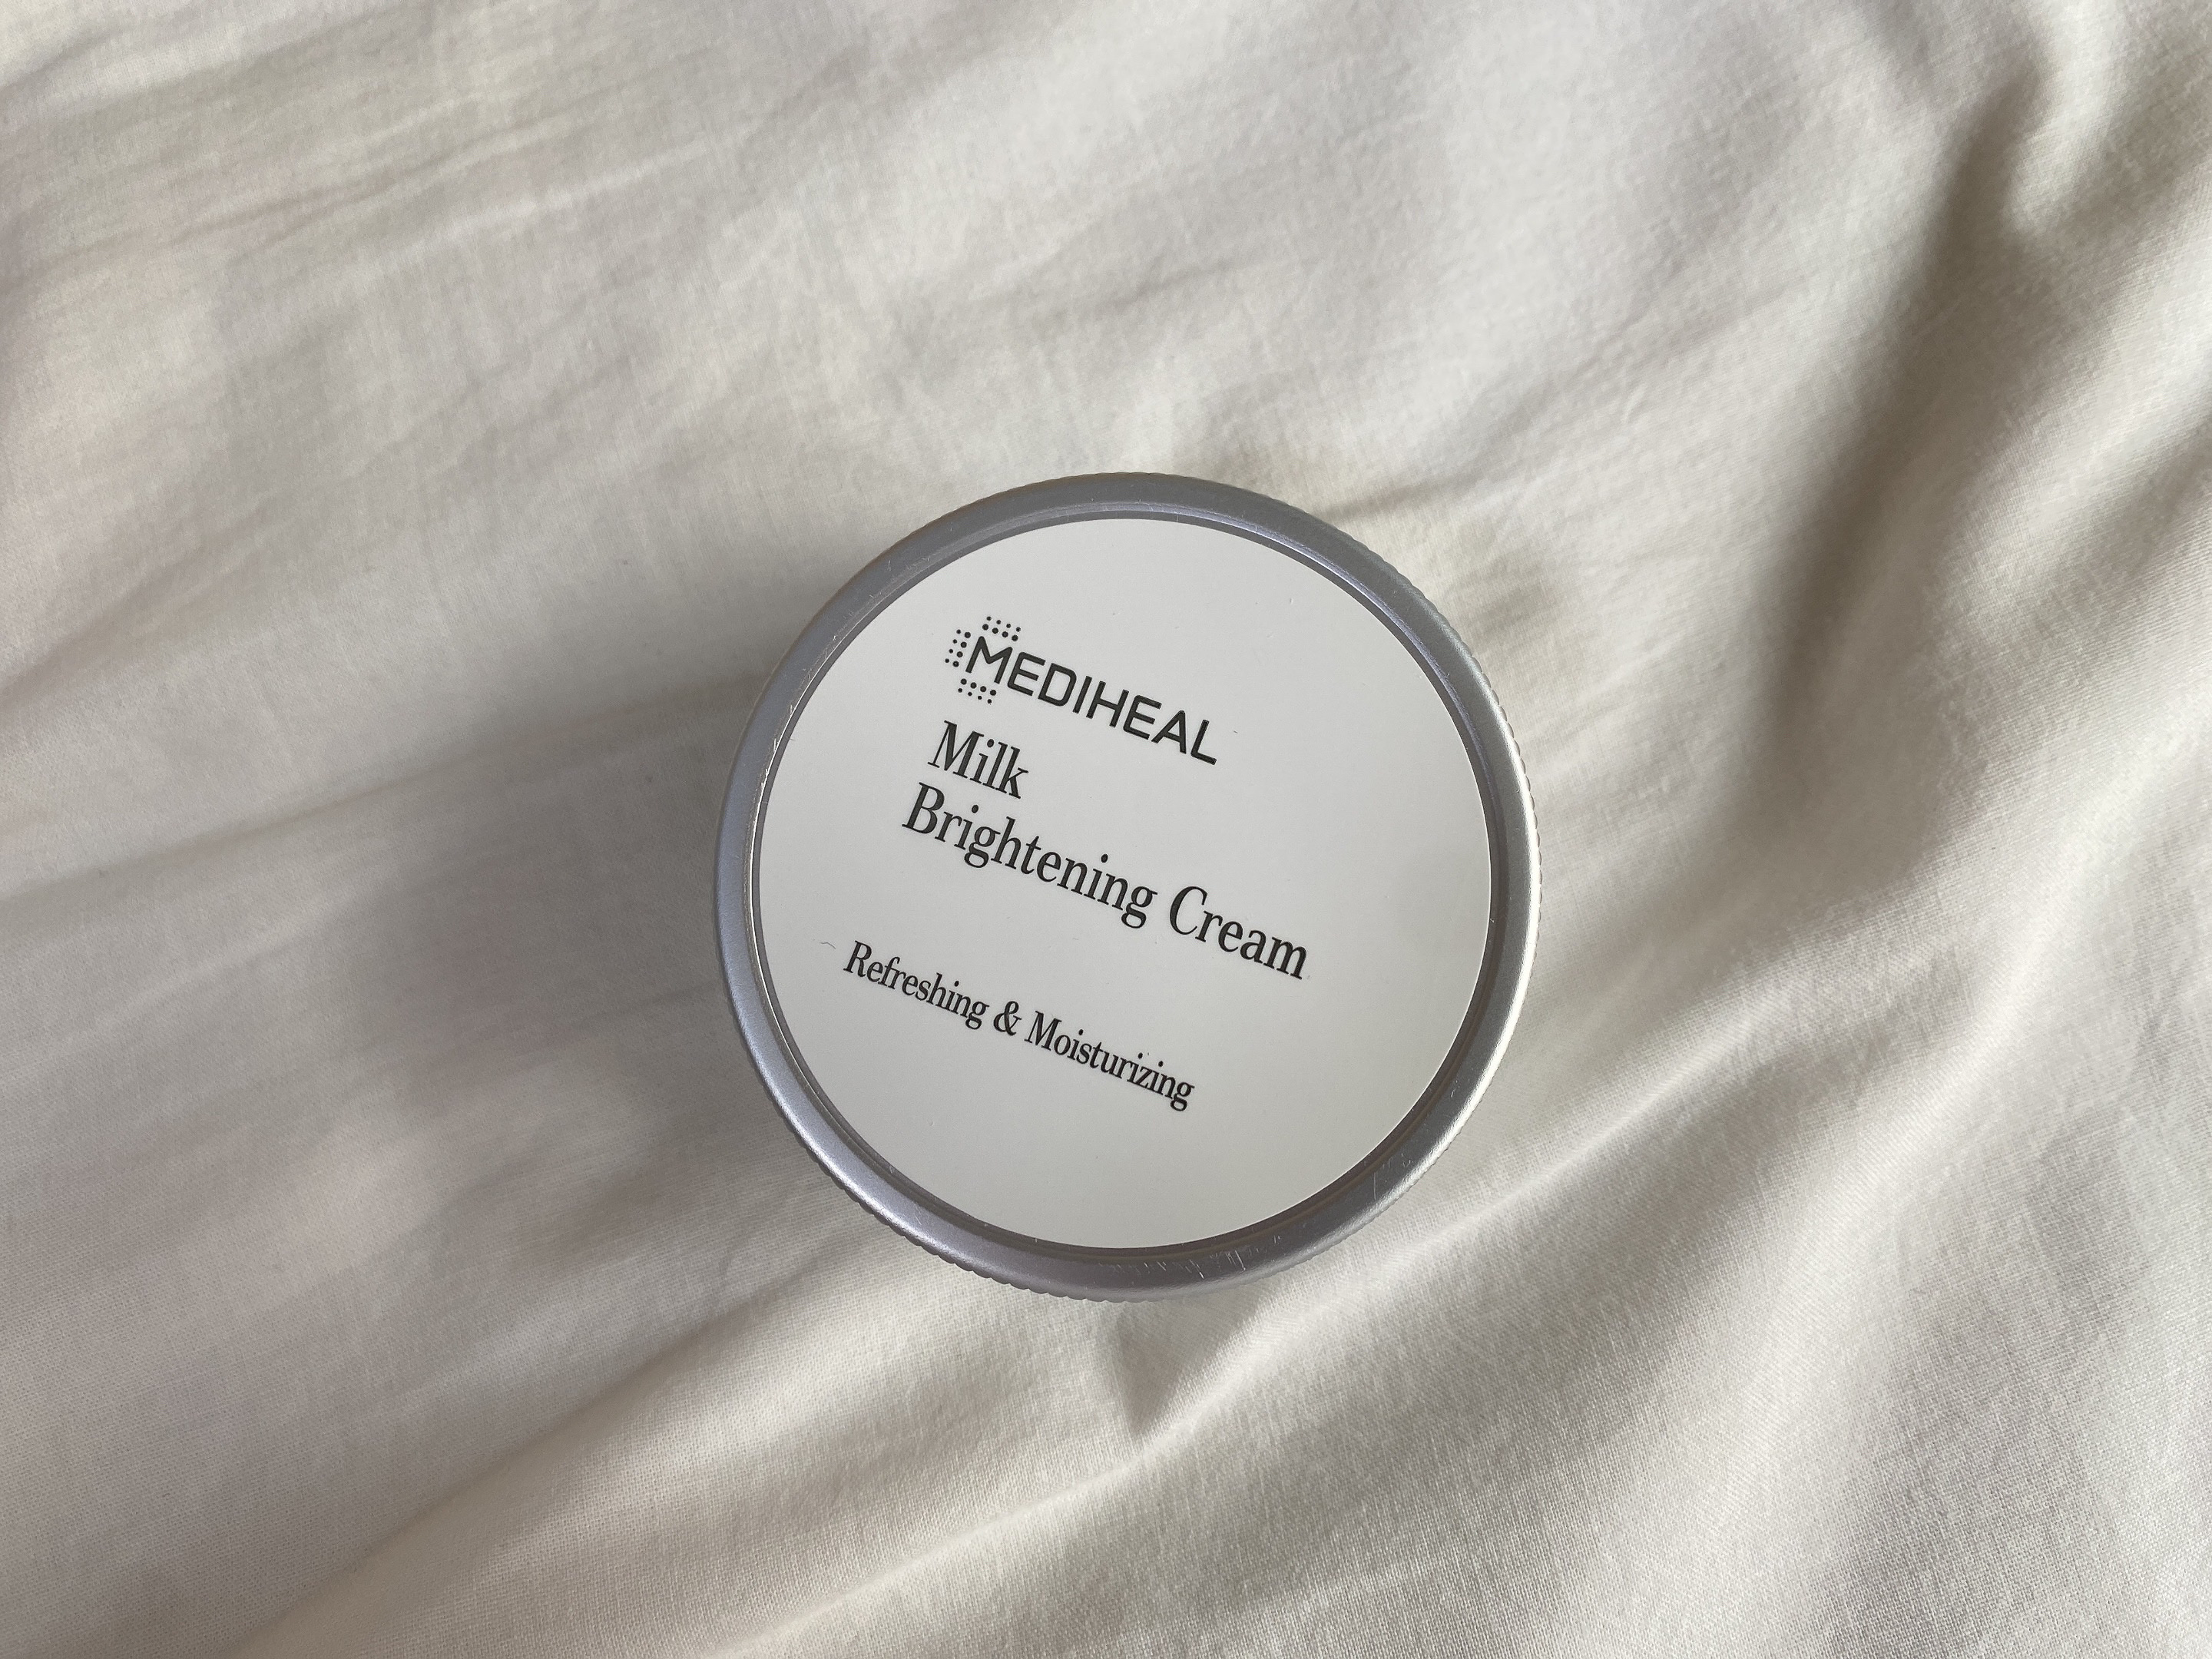 MEDIHEAL
Milk
Brightening Cream
Refreshing & Moisturizing